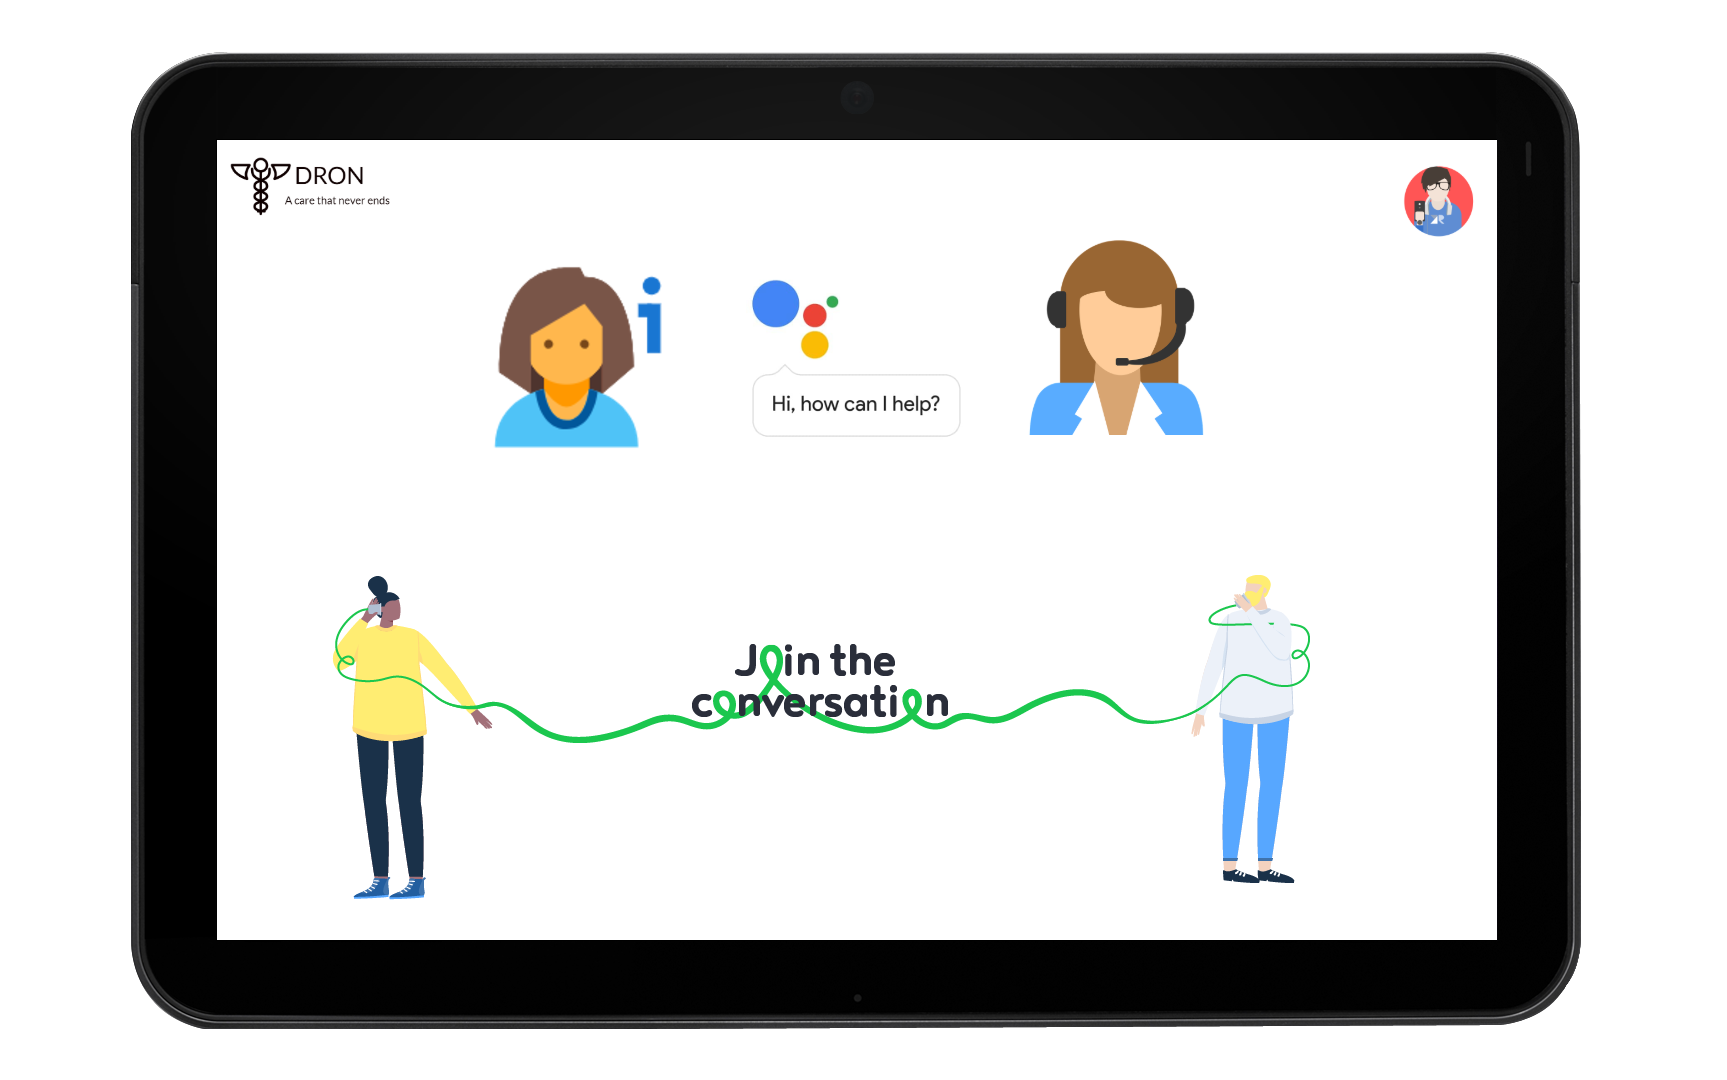 DRON
A care that never ends
i
Hi, how can I help?
Join the
conversation